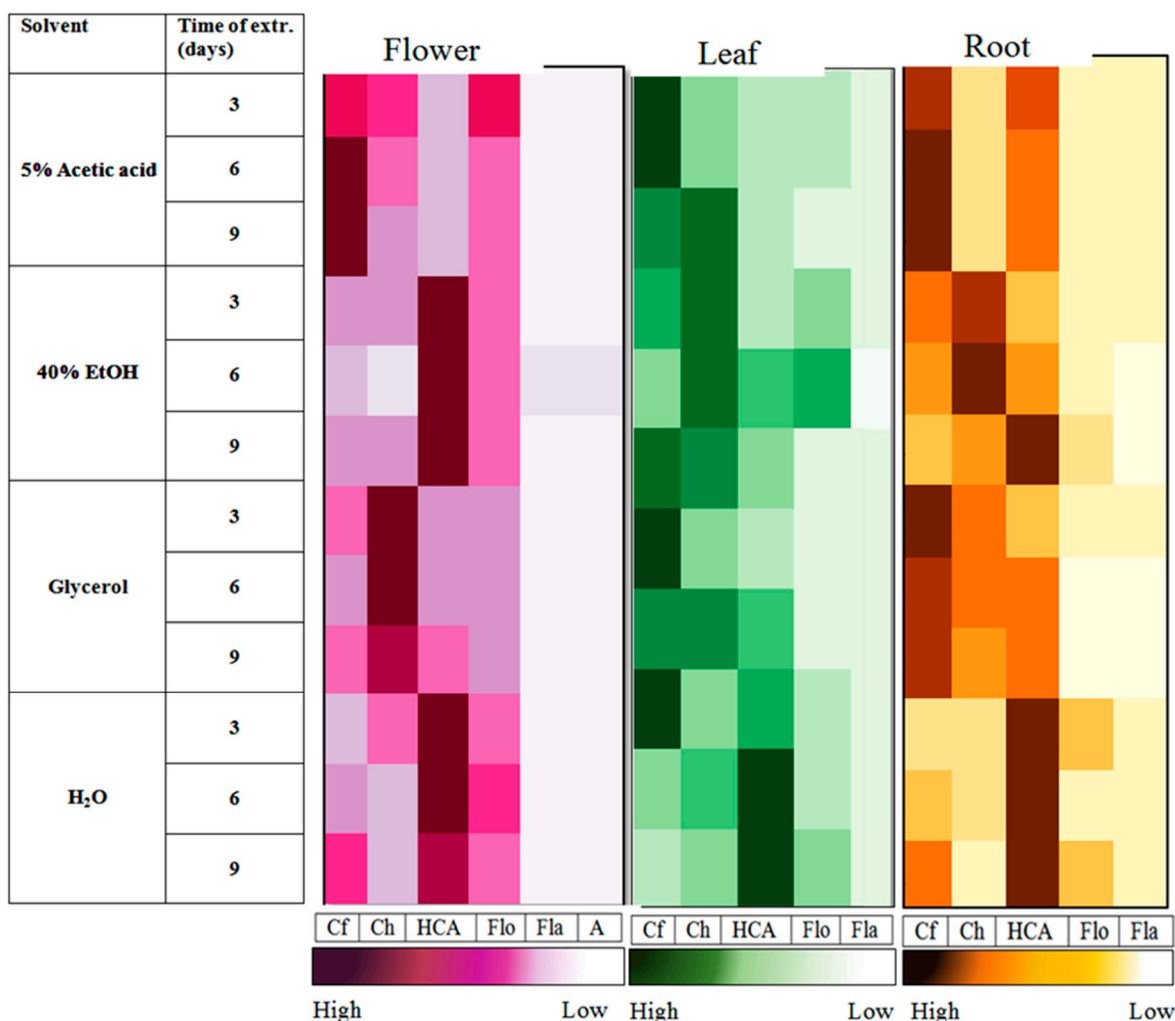 Solvent
Time of extr.
(days)
Flower
Leaf
Root
5% Acetic acid
3
6
9
40% EtOH
3
6
9
Glycerol
3
6
9
H₂O
3
6
9
Cf Ch HCA Flo Fla A
Cf Ch HCA Flo Fla
Cf Ch HCA Flo Fla
High Low
High Low
High Low